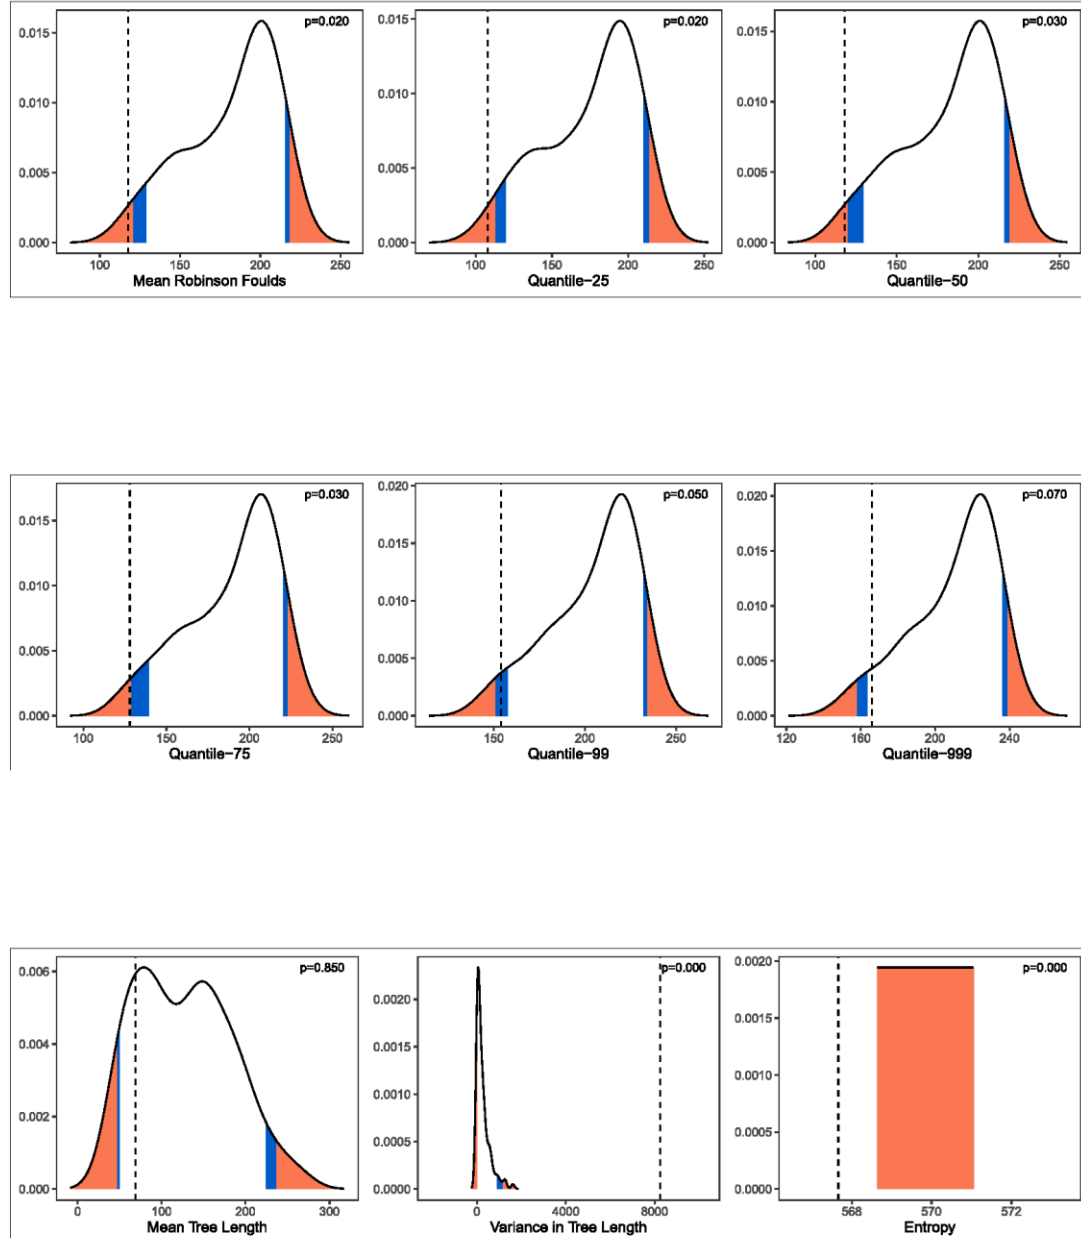 p=0.020 p=0.020 p=0.030
0.015 0.015 0.015
0.010 0.010 0.010
0.005 0.005 0.005
0.000 0.000 0.000
100 150 200 250 100 150 200 250 100 150 200 250
Mean Robinson Foulds Quantile−25 Quantile−50
p=0.030 p=0.050 p=0.070
0.020 0.020
0.015 0.015 0.015
0.010 0.010 0.010
0.005 0.005 0.005
0.000 0.000 0.000
100 150 200 250 150 200 250 120 160 200 240
Quantile−75 Quantile−99 Quantile−999
p=0.850 p=0.000 p=0.000
0.006 0.0020 0.0020
0.004 0.0015 0.0015
0.002 0.0010 0.0010
0.0005 0.0005
0.000 0.0000 0.0000
0 100 200 300 0 4000 8000 568 570 572
Mean Tree Length Variance in Tree Length Entropy